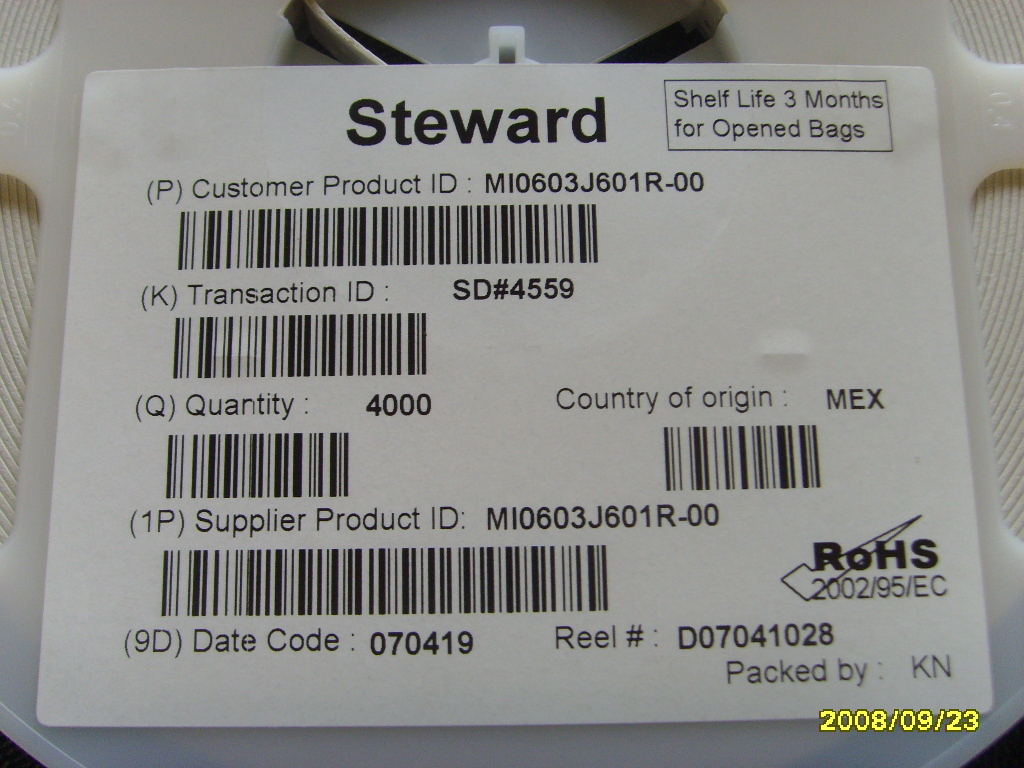 Steward
Shelf Life 3 Months
for Opened Bags
(P) Customer Product ID : MI0603J601R-00
(K) Transaction ID : SD#4559
(Q) Quantity : 4000 Country of origin : MEX
(1P) Supplier Product ID: MI0603J601R-00
RoHS
2002/95/EC
(9D) Date Code : 070419 Reel # : D07041028
Packed by : KN
2008/09/23